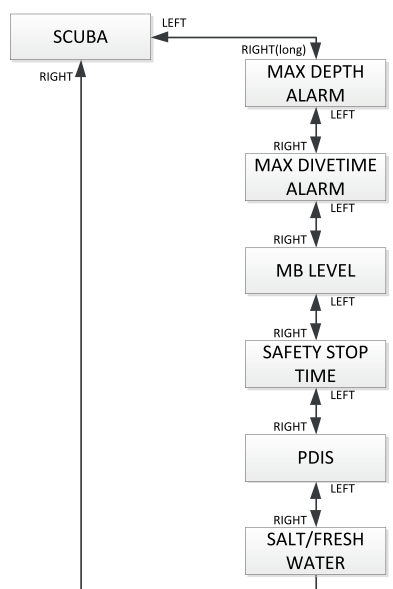 SCUBA
LEFT
RIGHT(long)
RIGHT
MAX DEPTH
ALARM
LEFT
RIGHT
MAX DIVETIME
ALARM
LEFT
RIGHT
MB LEVEL
LEFT
RIGHT
SAFETY STOP
TIME
LEFT
RIGHT
PDIS
LEFT
RIGHT
SALT/FRESH
WATER